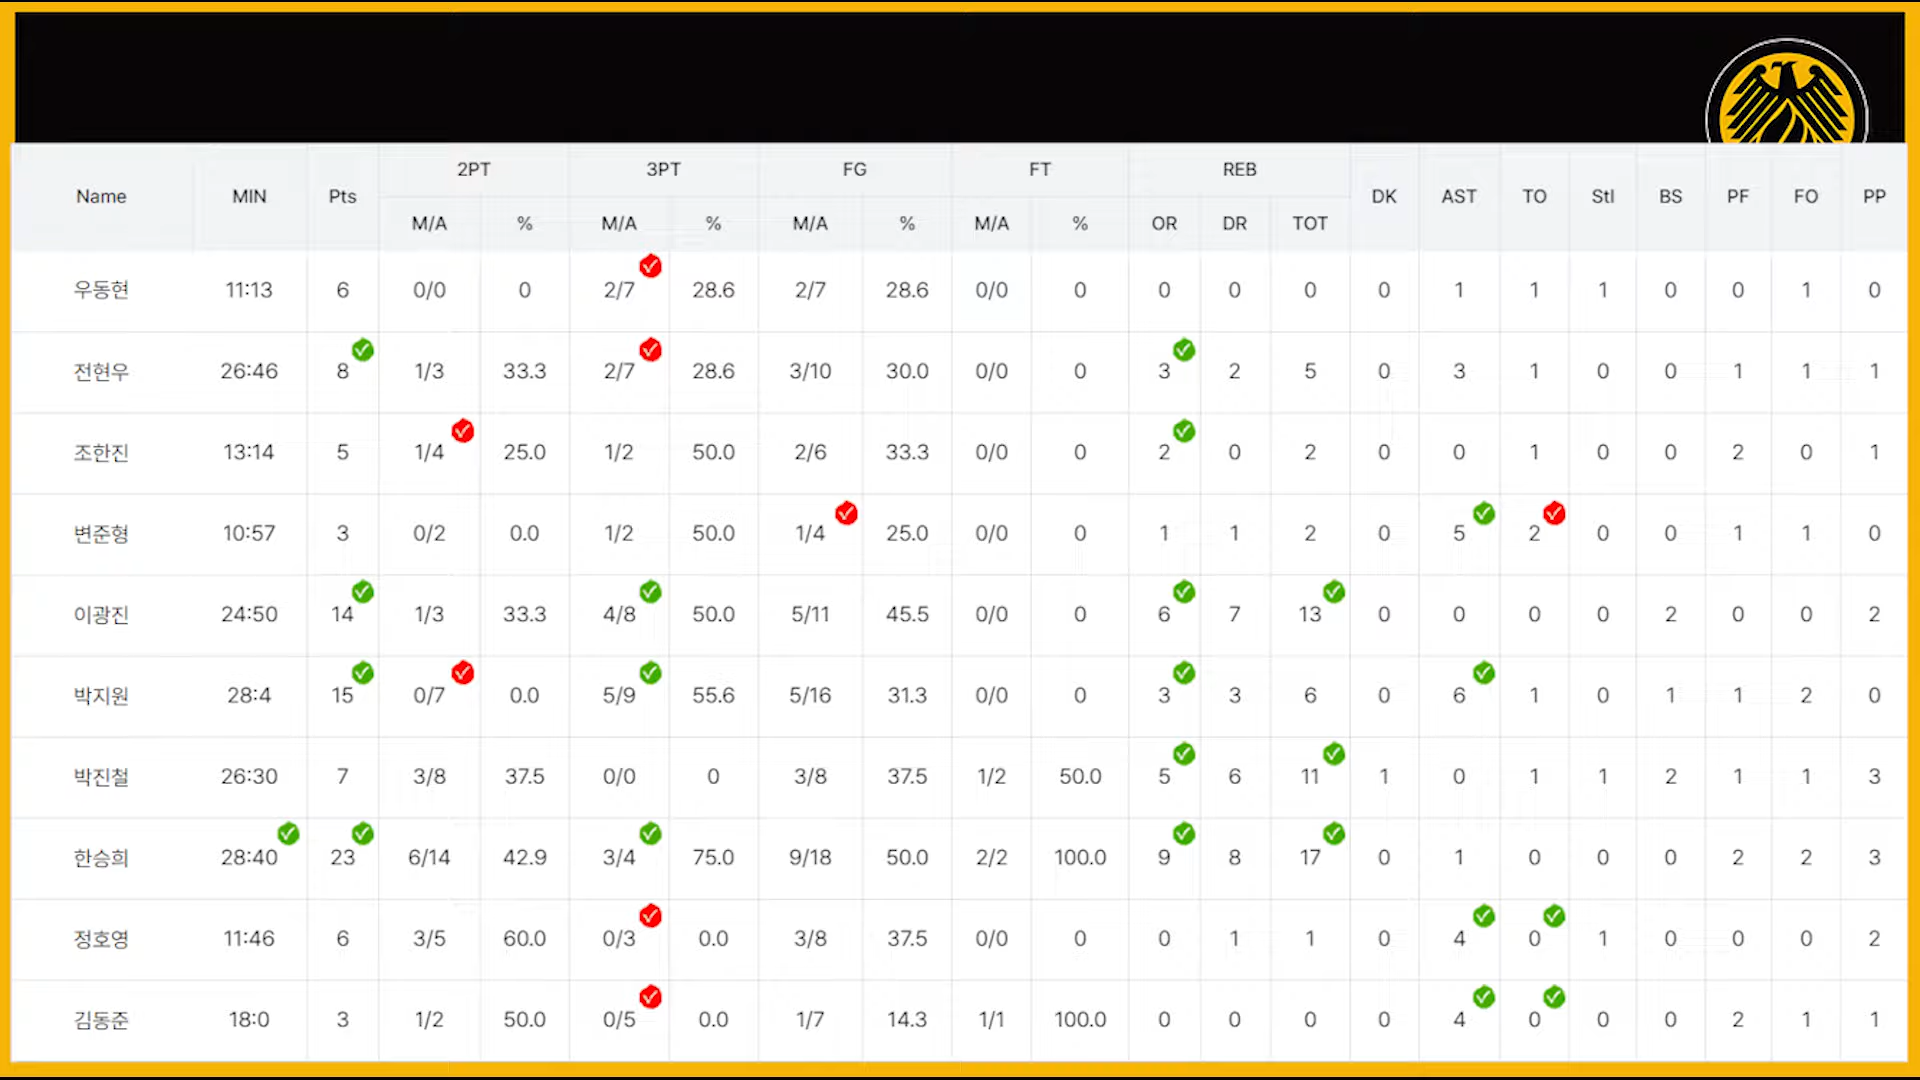 Name MIN Pts 2PT 3PT FG FT REB DK AST TO Stl BS PF FO PP
M/A % M/A % M/A % M/A % OR DR TOT
우동현 11:13 6 0/0 0 2/7 28.6 2/7 28.6 0/0 0 0 0 0 0 1 1 1 0 0 1 0
전현우 26:46 8 1/3 33.3 2/7 28.6 3/10 30.0 0/0 0 3 2 5 0 3 1 0 0 1 1 1
조한진 13:14 5 1/4 25.0 1/2 50.0 2/6 33.3 0/0 0 2 0 2 0 0 1 0 0 2 0 1
변준형 10:57 3 0/2 0.0 1/2 50.0 1/4 25.0 0/0 0 1 1 2 0 5 2 0 0 1 1 0
이광진 24:50 14 1/3 33.3 4/8 50.0 5/11 45.5 0/0 0 6 7 13 0 0 0 0 2 0 0 2
박지원 28:4 15 0/7 0.0 5/9 55.6 5/16 31.3 0/0 0 3 3 6 0 6 1 0 1 1 2 0
박진철 26:30 7 3/8 37.5 0/0 0 3/8 37.5 1/2 50.0 5 6 11 1 0 1 1 2 1 1 3
한승희 28:40 23 6/14 42.9 3/4 75.0 9/18 50.0 2/2 100.0 9 8 17 0 1 0 0 0 2 2 3
정호영 11:46 6 3/5 60.0 0/3 0.0 3/8 37.5 0/0 0 0 1 1 0 4 0 1 0 0 0 2
김동준 18:0 3 1/2 50.0 0/5 0.0 1/7 14.3 1/1 100.0 0 0 0 0 4 0 0 0 2 1 1